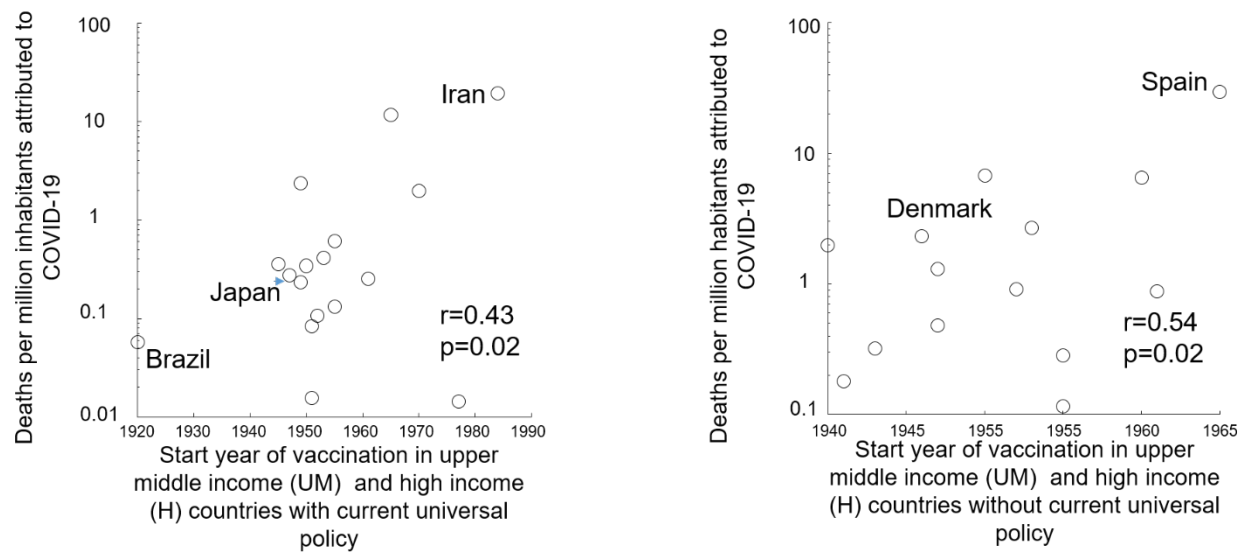 Deaths per million inhabitants attributed to
COVID-19
100
10
1
0.1
0.01
Iran
Japan
Brazil
r=0.43
p=0.02
1920 1930 1940 1950 1960 1970 1980 1990
Start year of vaccination in upper
middle income (UM) and high income
(H) countries with current universal
policy
Deaths per million habitants attributed to
COVID-19
100
10
1
0.1
Spain
Denmark
r=0.54
p=0.02
1940 1945 1955 1955 1960 1965
Start year of vaccination in upper
middle income (UM) and high income
(H) countries without current universal
policy